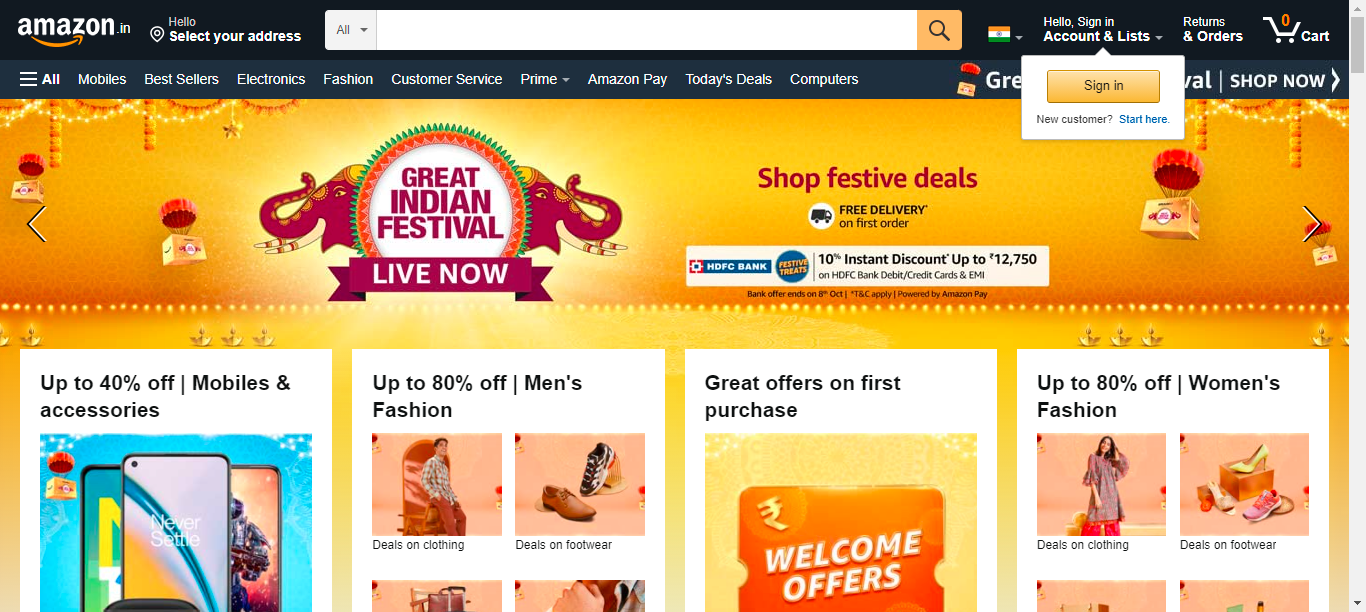 amazon.in
Hello
Select your address
All
Hello, Sign in
Account & Lists
Returns
& Orders
0
Cart
All
Mobiles
Best Sellers
Electronics
Fashion
Customer Service
Prime
Amazon Pay
Today's Deals
Computers
SHOP NOW
Sign in
New customer? Start here.
GREAT
INDIAN
FESTIVAL
LIVE NOW
Shop festive deals
FREE DELIVERY*
on first order
HDFC BANK
FESTIVE
TREATS
10% Instant Discount* Up to ₹12,750
on HDFC Bank Debit/Credit Cards & EMI
Bank offer ends on 8th Oct | *T&C apply | Powered by Amazon Pay
Up to 40% off | Mobiles &
accessories
Never
Settle
Up to 80% off | Men's
Fashion
Deals on clothing
Deals on footwear
Great offers on first
purchase
₹
WELCOME
OFFERS
Up to 80% off | Women's
Fashion
Deals on clothing
Deals on footwear